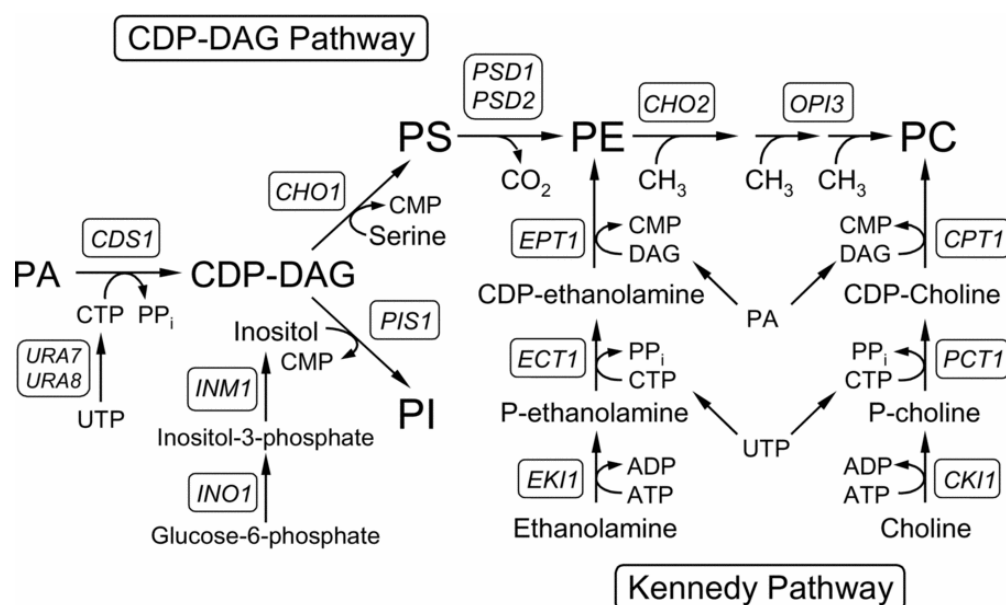 CDP-DAG Pathway
PSD1
PSD2
CHO2
OPI3
PS
PE
PC
CO2
CH3
CH3
CH3
CHO1
CMP
Serine
CDS1
PA
CDP-DAG
CTP
PPi
URA7
URA8
UTP
Inositol
CMP
PIS1
PI
INM1
Inositol-3-phosphate
INO1
Glucose-6-phosphate
EPT1
CMP
DAG
CDP-ethanolamine
ECT1
PPi
CTP
P-ethanolamine
EKI1
ADP
ATP
Ethanolamine
PA
UTP
CMP
DAG
CPT1
CDP-Choline
PPi
CTP
PCT1
P-choline
ADP
ATP
CKI1
Choline
Kennedy Pathway